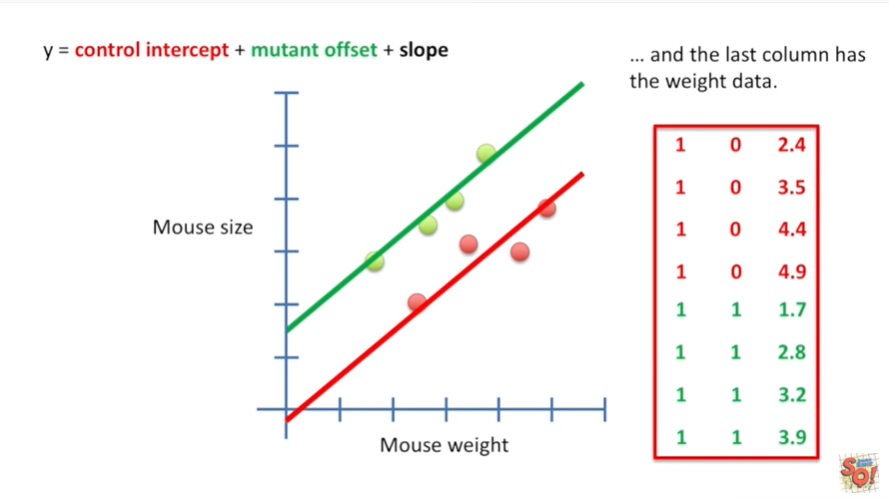 y = control intercept + mutant offset + slope
... and the last column has
the weight data.
Mouse size
Mouse weight
1 0 2.4
1 0 3.5
1 0 4.4
1 0 4.9
1 1 1.7
1 1 2.8
1 1 3.2
1 1 3.9
SQ!